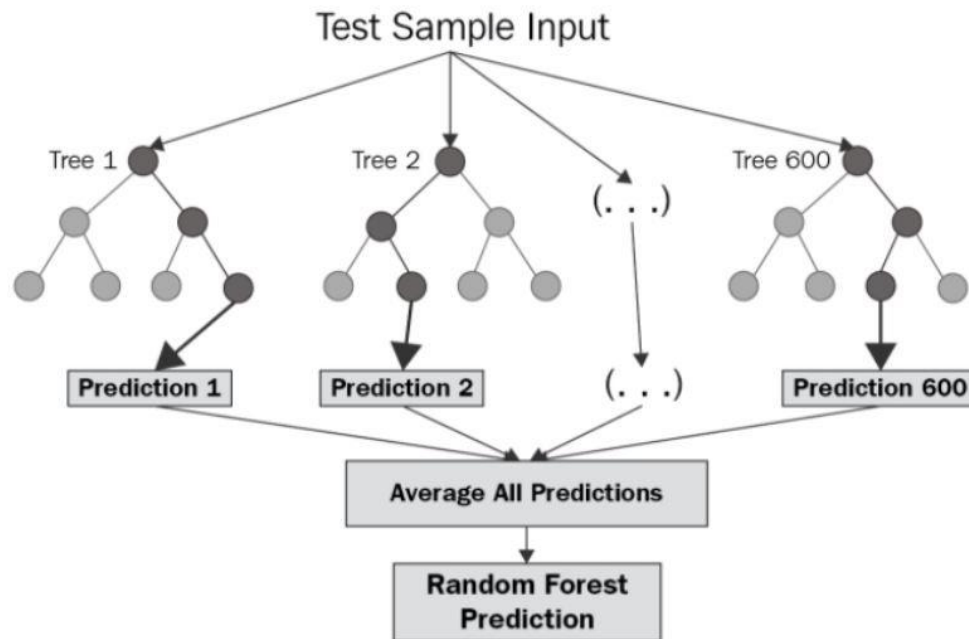 Test Sample Input
Tree 1
Tree 2
Tree 600
(. . .)
Prediction 1
Prediction 2
(. . .)
Prediction 600
Average All Predictions
Random Forest
Prediction